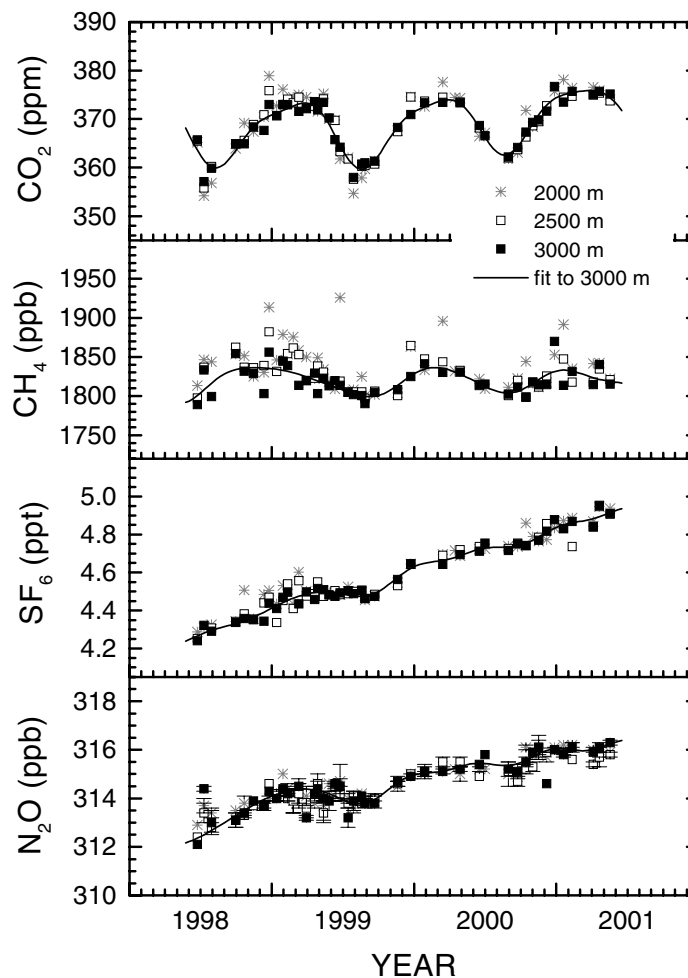 390
380
370
360
350
CO2 (ppm)
2000 m
2500 m
3000 m
fit to 3000 m
1950
1900
1850
1800
1750
CH4 (ppb)
5.0
4.8
4.6
4.4
4.2
SF6 (ppt)
318
316
314
312
310
N2O (ppb)
1998 1999 2000 2001
YEAR